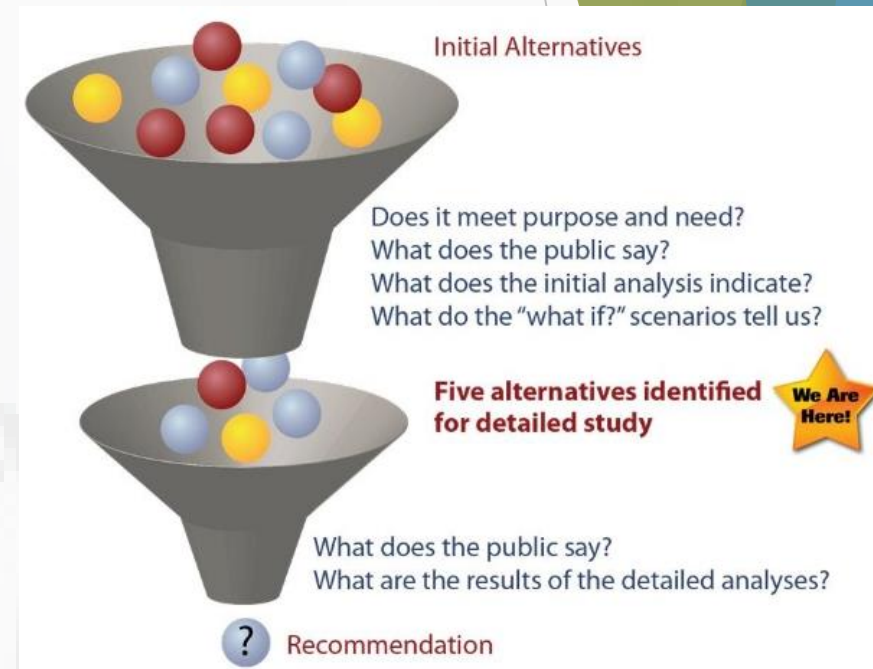 Initial Alternatives
Does it meet purpose and need?
What does the public say?
What does the initial analysis indicate?
What do the “what if?” scenarios tell us?
Five alternatives identified
for detailed study
We Are
Here!
What does the public say?
What are the results of the detailed analyses?
?
Recommendation